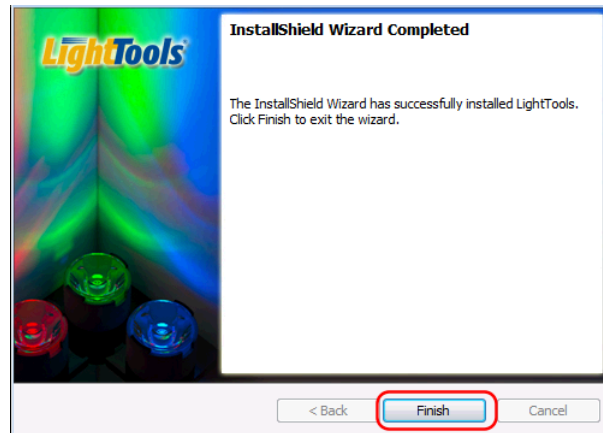 LightTools
InstallShield Wizard Completed
The InstallShield Wizard has successfully installed LightTools.
Click Finish to exit the wizard.
< Back
Finish
Cancel